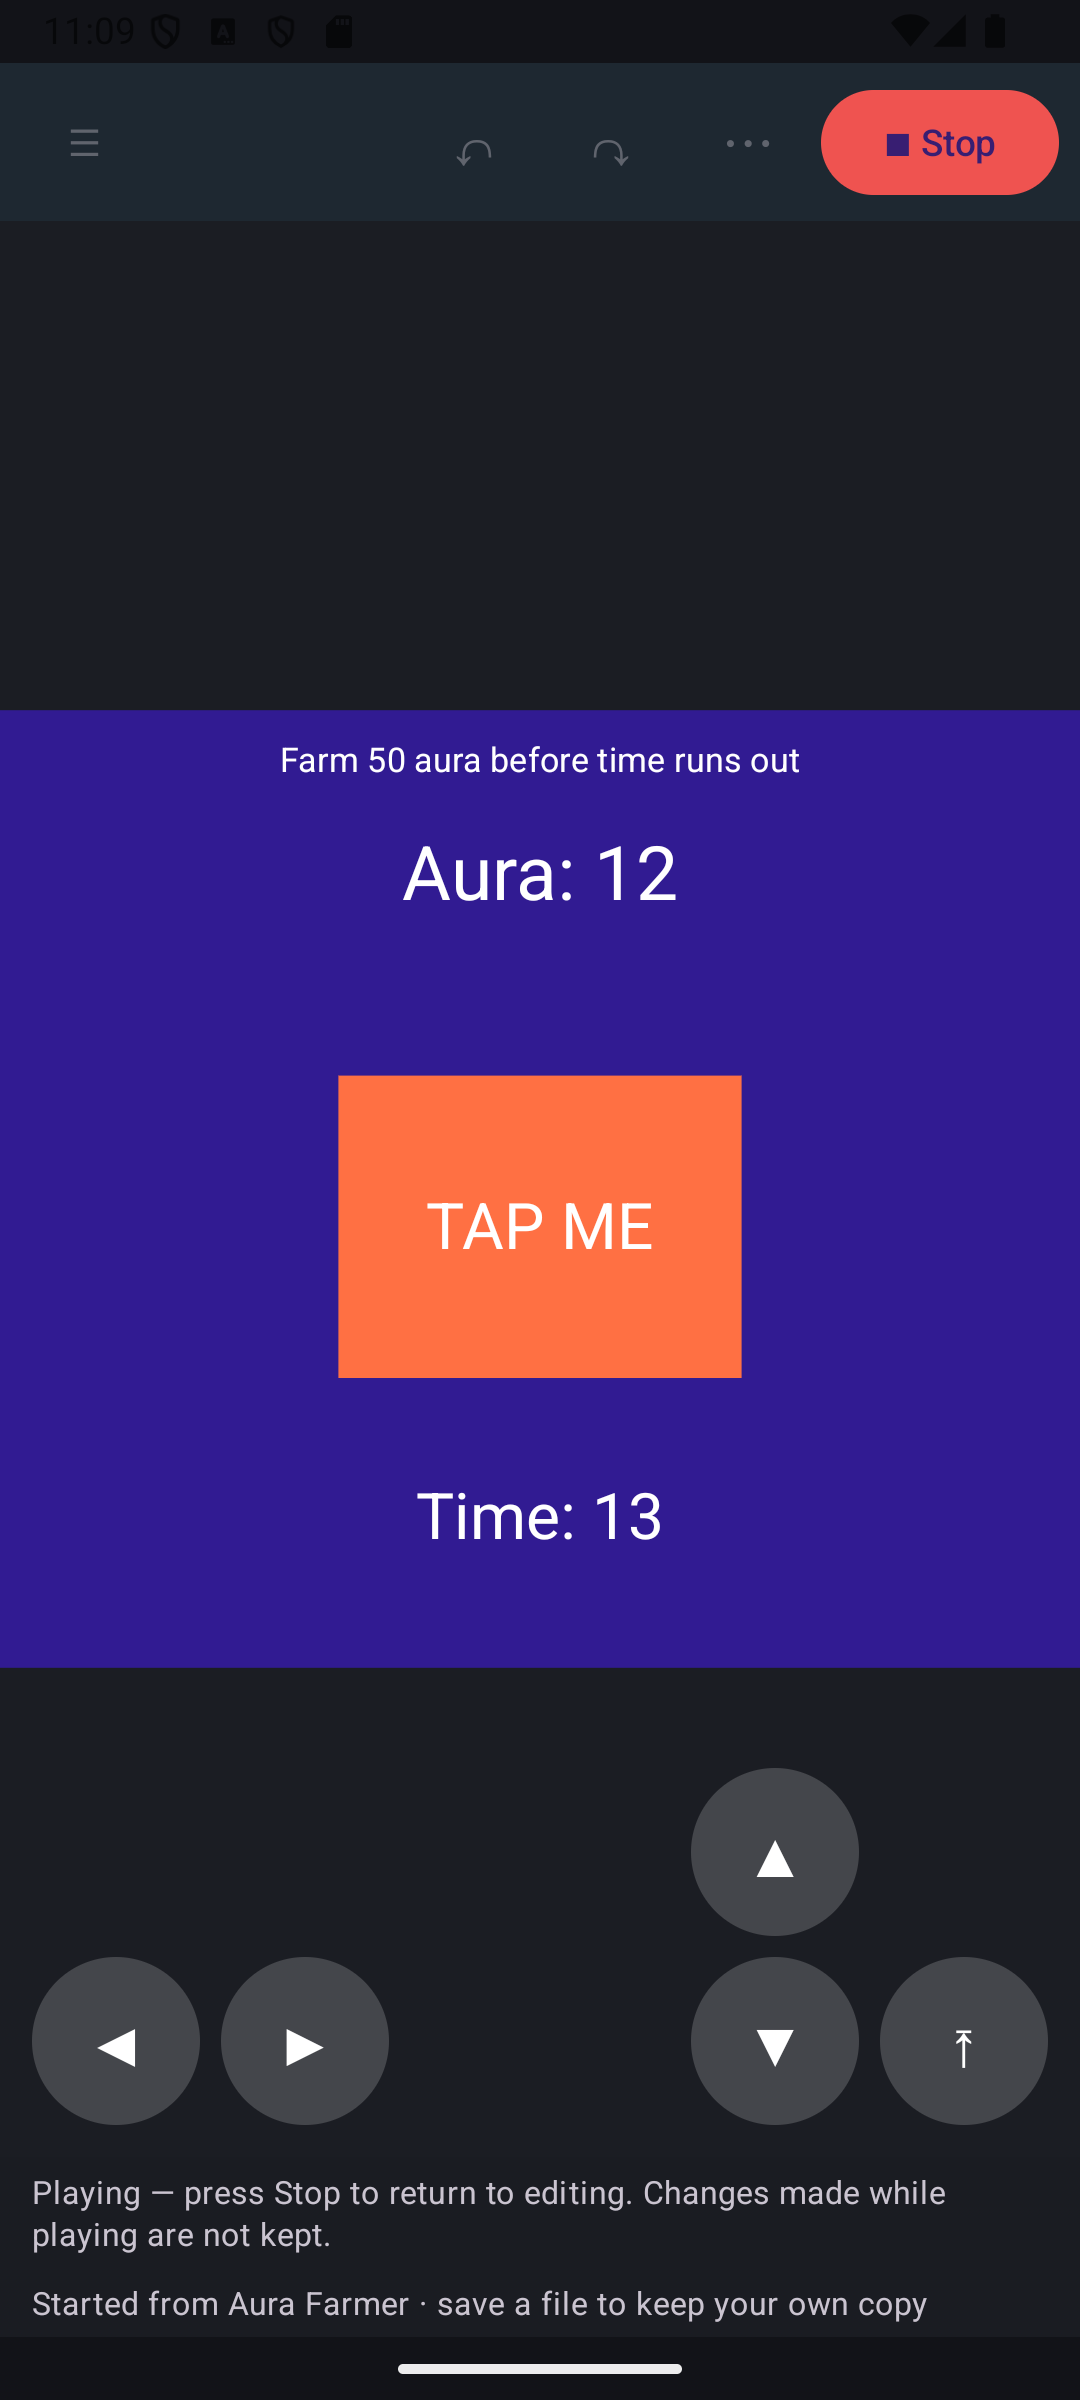 11:09
Stop
Farm 50 aura before time runs out
Aura: 12
TAP ME
Time: 13
Playing — press Stop to return to editing. Changes made while
playing are not kept.
Started from Aura Farmer · save a file to keep your own copy